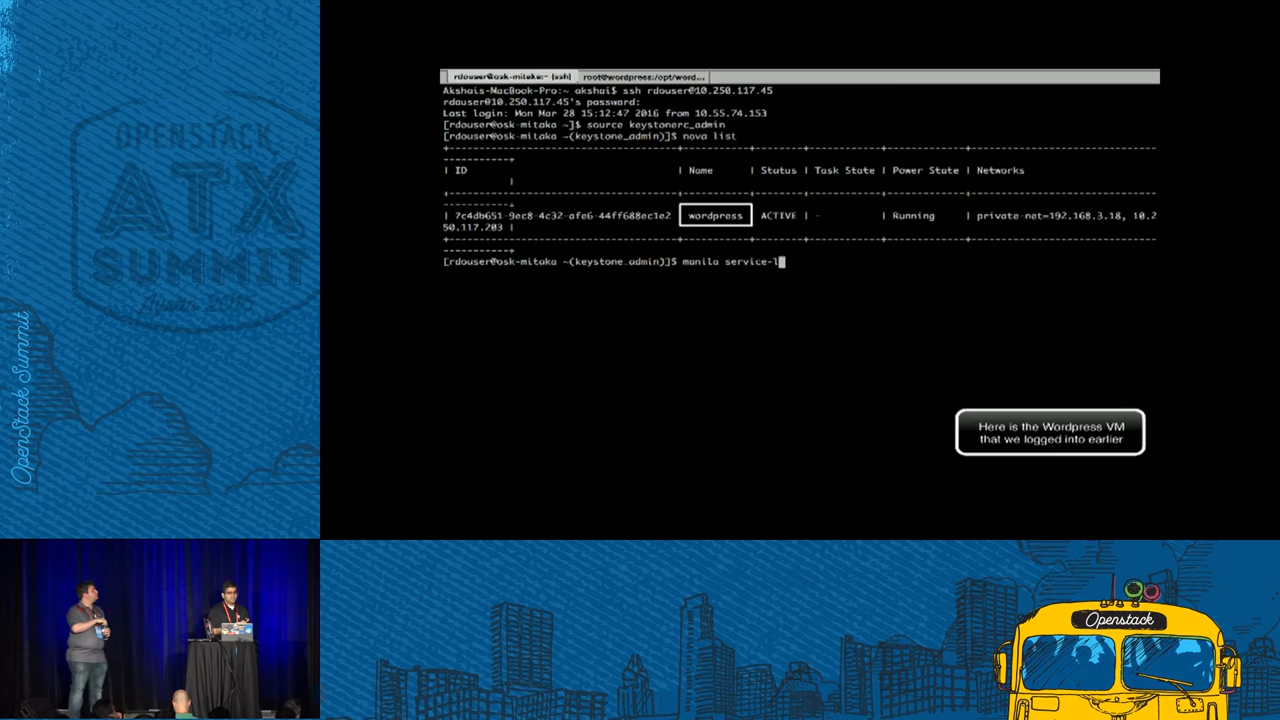 OPENSTACK
ATX
SUMMIT
Austin 2016
OpenStack Summit
rdouser@osk-mitaka:~ (ssh)
root@wordpress:/opt/word...
Akshais-MacBook-Pro:~ akshai$ ssh rdouser@10.250.117.45
rdouser@10.250.117.45's password:
Last login: Mon Mar 28 15:12:47 2016 from 10.55.74.153
[rdouser@osk-mitaka ~]$ source keystonerc_admin
[rdouser@osk-mitaka ~(keystone_admin)]$ nova list
| ID | Name | Status | Task State | Power State | Networks
|
| 7c4db651-9ec8-4c32-afe6-44ff688ec1e2 | wordpress | ACTIVE | - | Running | private-net=192.168.3.18, 10.2
50.117.203 |
[rdouser@osk-mitaka ~(keystone_admin)]$ manila service-l
Here is the Wordpress VM
that we logged into earlier
Openstack